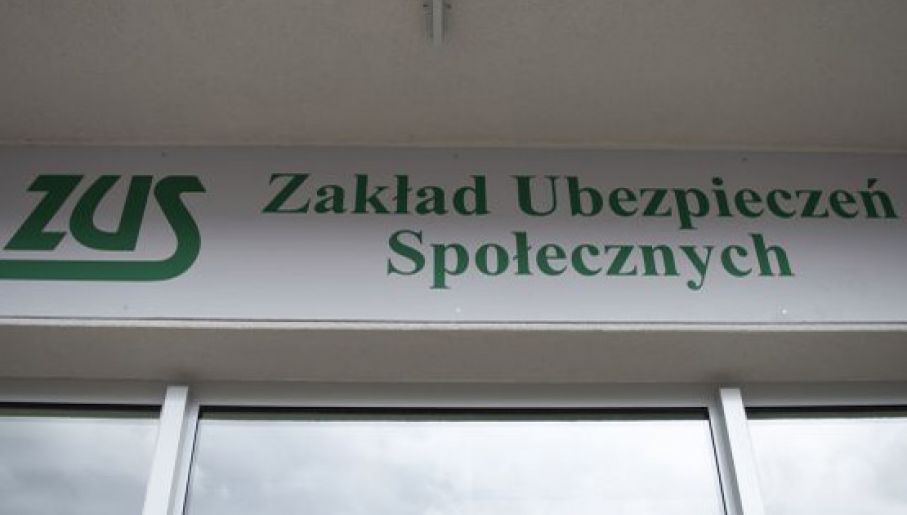 ZUS
Zakład Ubezpieczeń
Społecznych